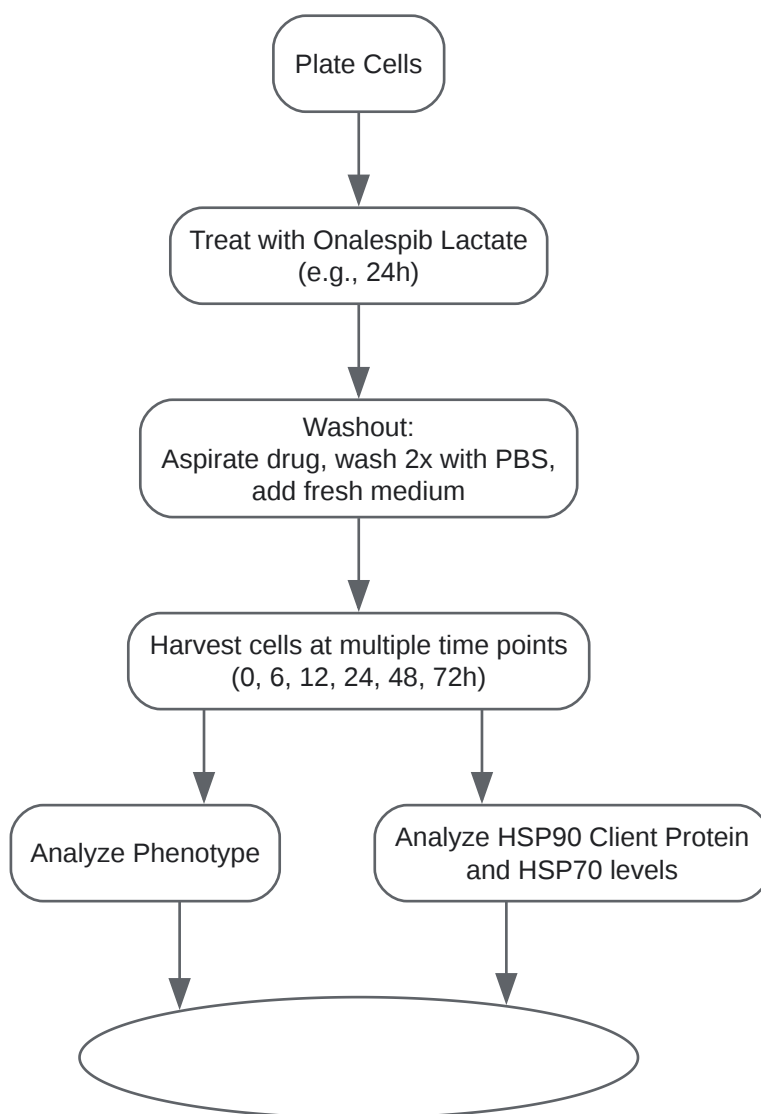 Plate Cells
Treat with Onalespib Lactate
(e.g., 24h)
Washout:
Aspirate drug, wash 2x with PBS,
add fresh medium
Harvest cells at multiple time points
(0, 6, 12, 24, 48, 72h)
Analyze Phenotype
Analyze HSP90 Client Protein
and HSP70 levels